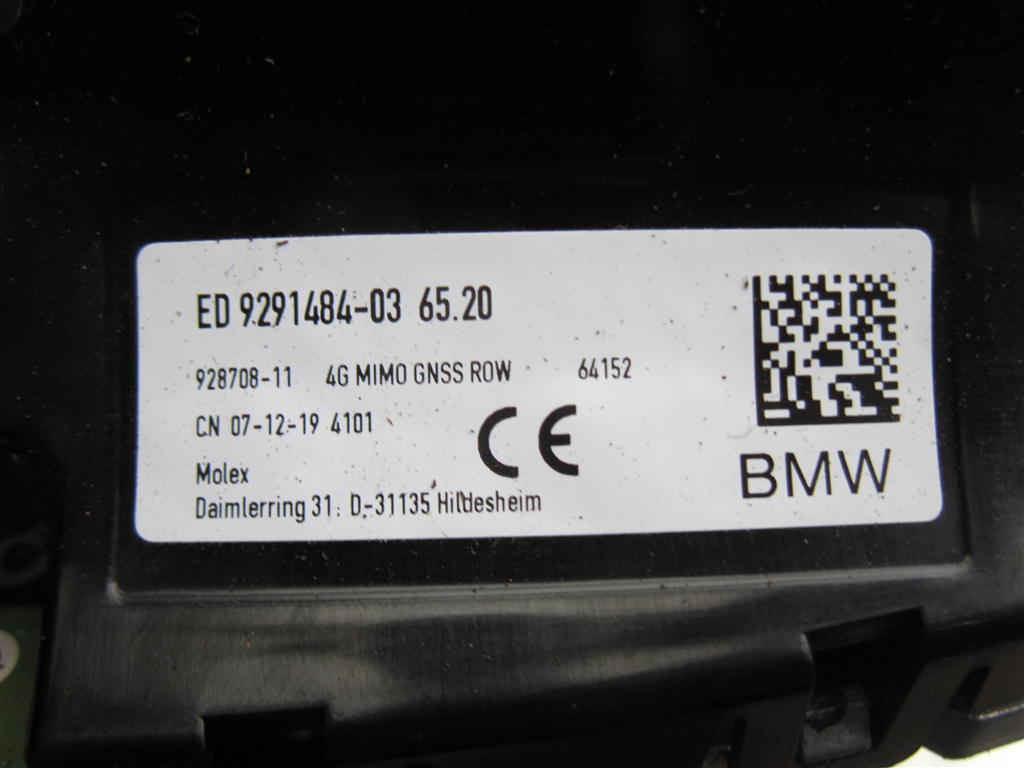 ED 9291484-03 65.20
928708-11 4G MIMO GNSS ROW 64152
CN 07-12-19 4101
CE
Molex
Daimlerring 31. D-31135 Hildesheim
BMW